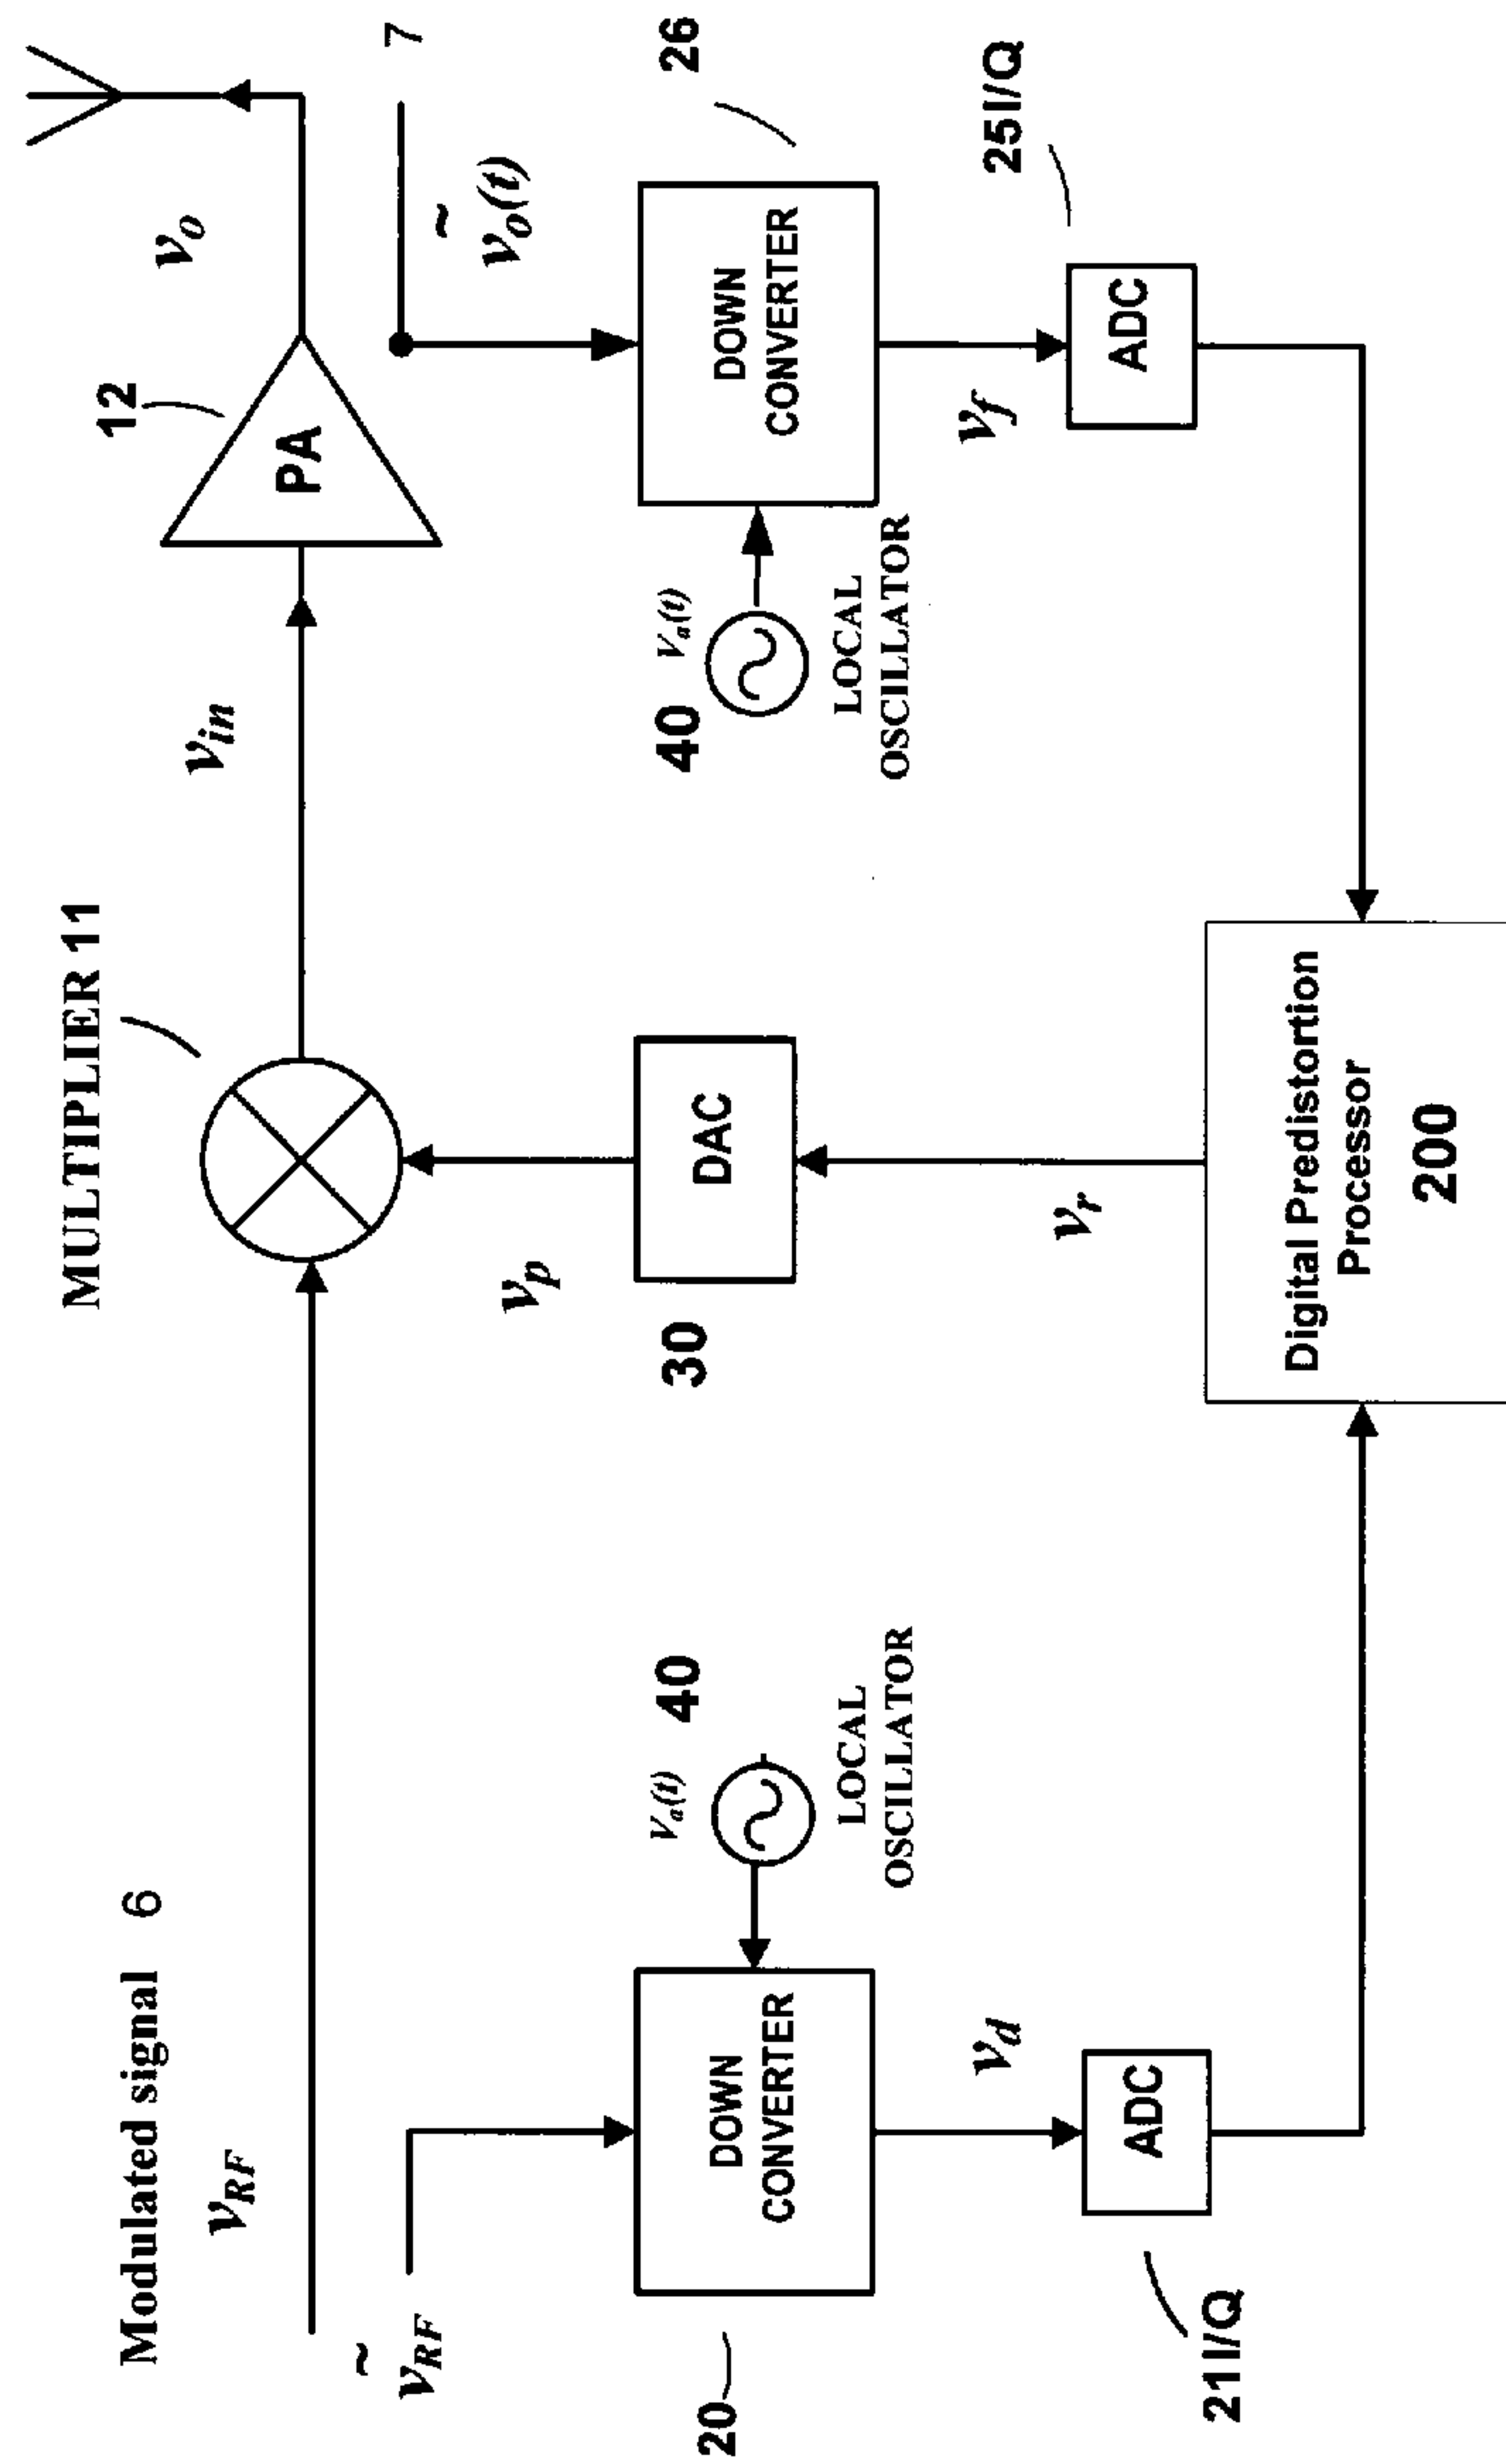 Modulated signal 6
MULTIPLIER 11
12
v_RF
v_in
v_o
PA
~
v_RF
7
~
v_o(t)
v_p
20
DOWN
CONVERTER
V_a(t)
40
LOCAL
OSCILLATOR
30
DAC
40
V_a(t)
LOCAL
OSCILLATOR
DOWN
CONVERTER
26
v_d
v_r
v_f
21I/Q
ADC
ADC
25I/Q
Digital Predistortion
Processor
200